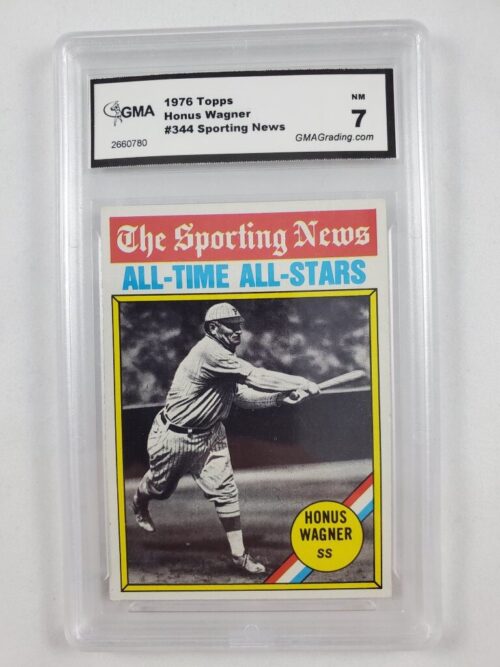 GMA
2660780
1976 Topps
Honus Wagner
#344 Sporting News
NM
7
GMAGrading.com
The Sporting News
ALL-TIME ALL-STARS
HONUS
WAGNER
SS